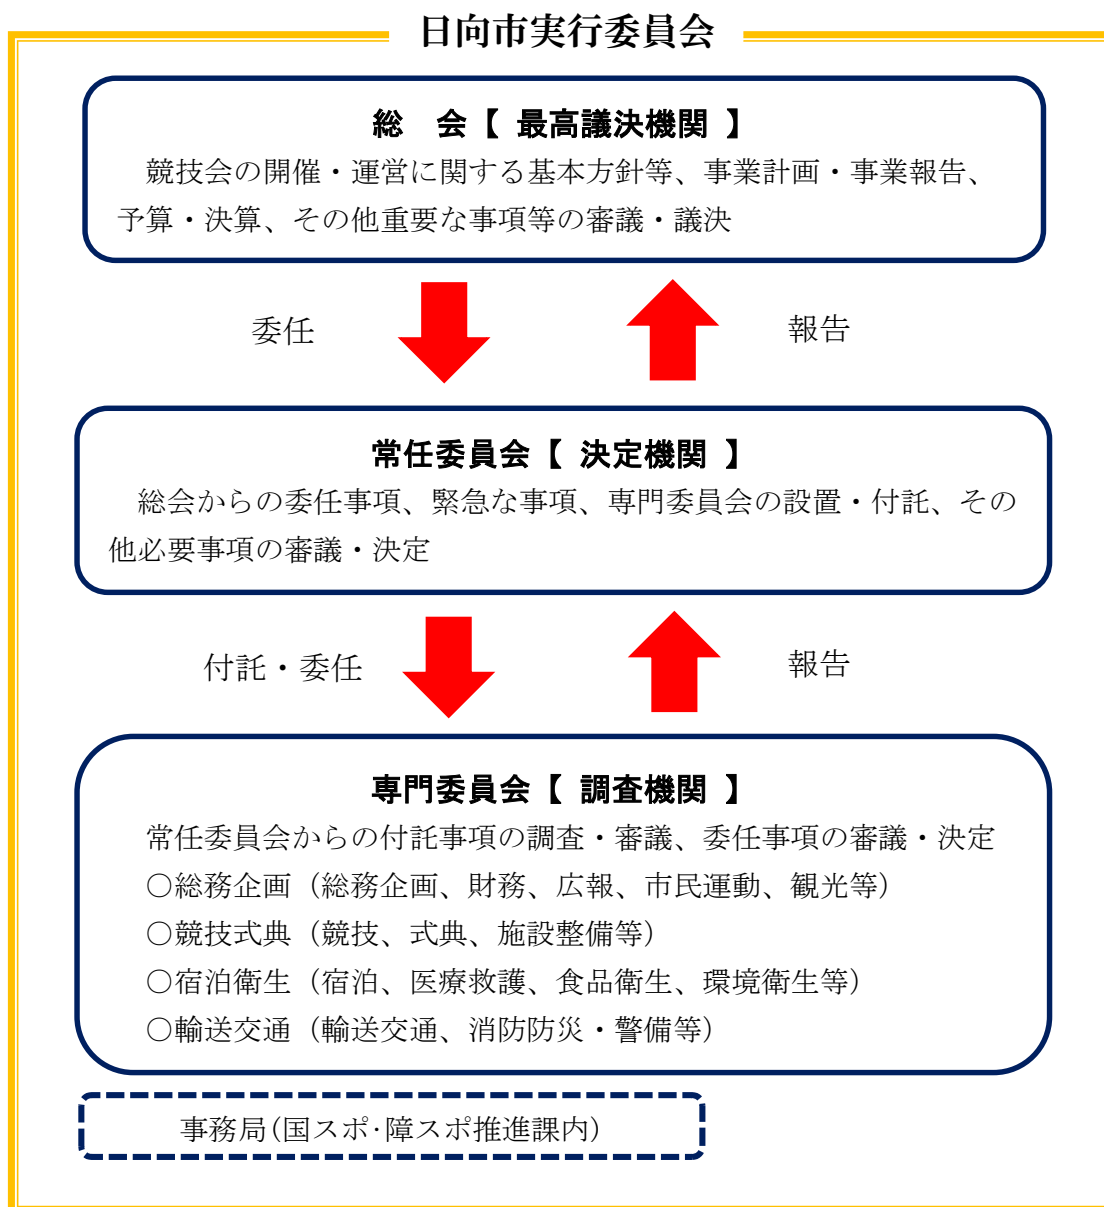 日向市実行委員会
総　会【 最高議決機関 】
競技会の開催・運営に関する基本方針等、事業計画・事業報告、
予算・決算、その他重要な事項等の審議・議決
委任
報告
常任委員会【 決定機関 】
総会からの委任事項、緊急な事項、専門委員会の設置・付託、その
他必要事項の審議・決定
付託・委任
報告
専門委員会【 調査機関 】
常任委員会からの付託事項の調査・審議、委任事項の審議・決定
○総務企画（総務企画、財務、広報、市民運動、観光等）
○競技式典（競技、式典、施設整備等）
○宿泊衛生（宿泊、医療救護、食品衛生、環境衛生等）
○輸送交通（輸送交通、消防防災・警備等）
事務局(国スポ･障スポ推進課内)